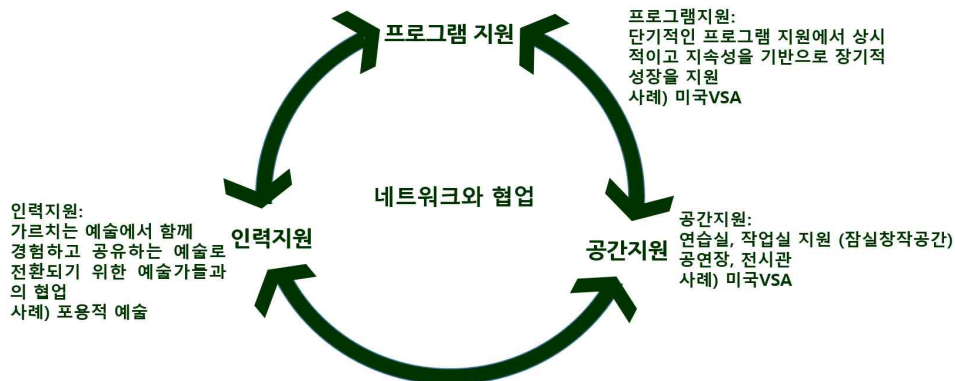 프로그램 지원
프로그램지원:
단기적인 프로그램 지원에서 상시
적이고 지속성을 기반으로 장기적
성장을 지원
사례) 미국VSA
네트워크와 협업
인력지원:
가르치는 예술에서 함께
경험하고 공유하는 예술로
전환되기 위한 예술가들과
의 협업
사례) 포용적 예술
인력지원
공간지원
공간지원:
연습실, 작업실 지원 (잠실창작공간)
공연장, 전시관
사례) 미국VSA